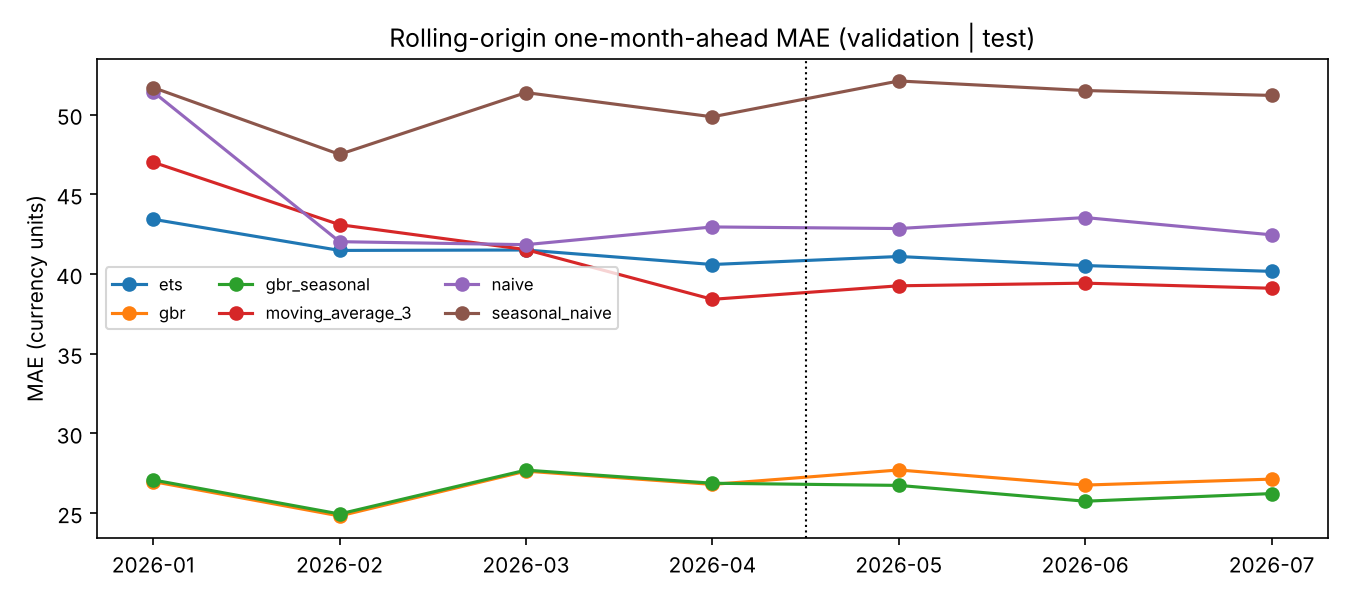 Rolling-origin one-month-ahead MAE (validation | test)
MAE (currency units)
50
45
40
35
30
25
ets
gbr_seasonal
naive
gbr
moving_average_3
seasonal_naive
2026-01
2026-02
2026-03
2026-04
2026-05
2026-06
2026-07